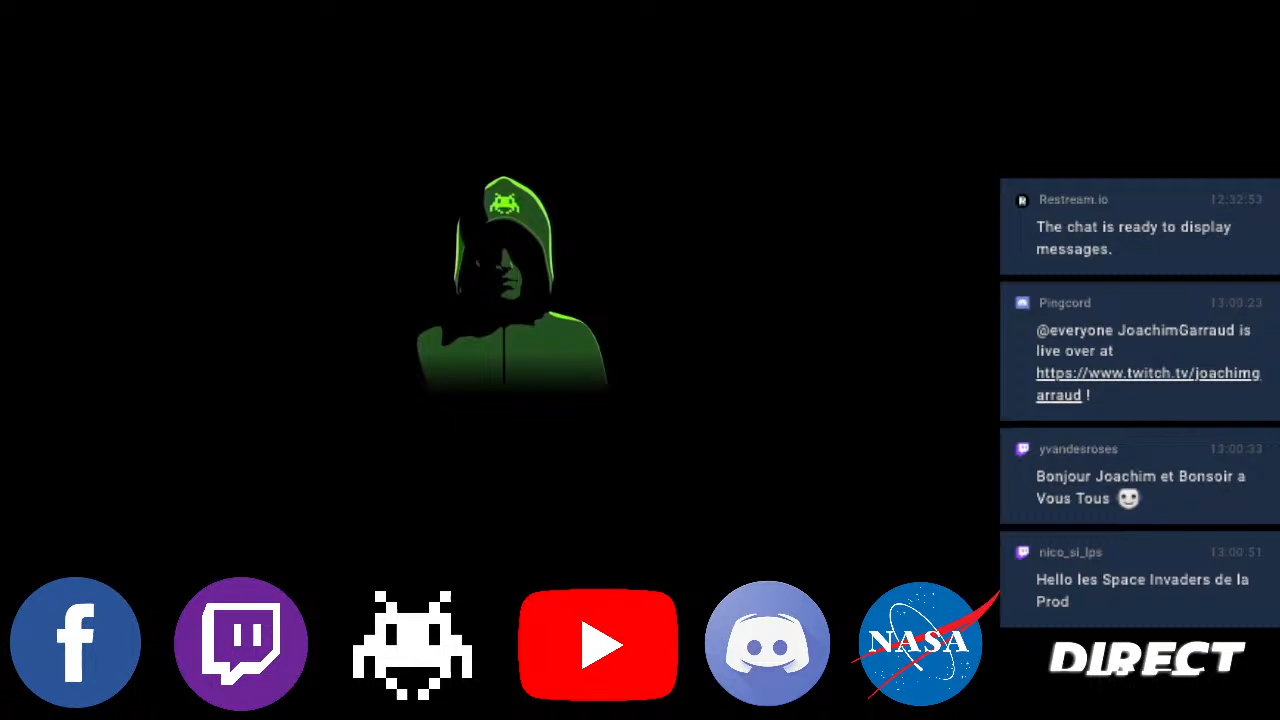 Restream.io 12:32:53
The chat is ready to display
messages.
Pingcord 13:00:23
@everyone JoachimGarraud is
live over at
https://www.twitch.tv/joachimg
arraud !
yvandesroses 13:00:33
Bonjour Joachim et Bonsoir a
Vous Tous
nico_si_lps 13:00:51
Hello les Space Invaders de la
Prod
NASA
DIRECT